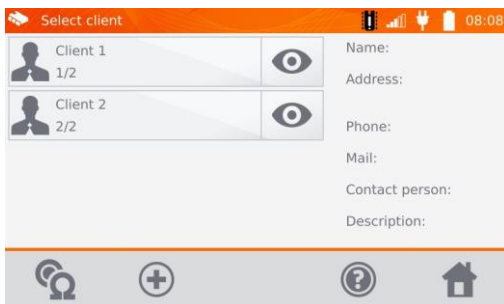 Select client
08:08
Client 1
1/2
Client 2
2/2
Name:
Address:
Phone:
Mail:
Contact person:
Description: